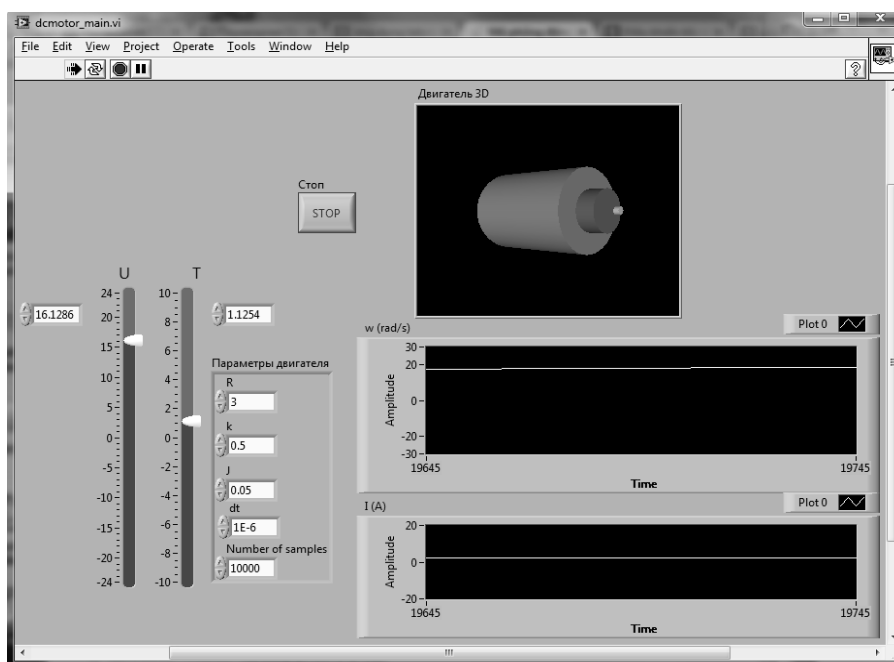 dcmotor_main.vi
File Edit View Project Operate Tools Window Help
?
Двигатель 3D
Стоп
STOP
U T
16.1286
24
20
15
10
5
0
-5
-10
-15
-20
-24
10
8
6
4
2
0
-2
-4
-6
-8
-10
1.1254
Параметры двигателя
R
3
k
0.5
J
0.05
dt
1E-6
Number of samples
10000
w (rad/s)
Plot 0
Amplitude
30
20
0
-20
-30
19645 19745
Time
I (A)
Plot 0
Amplitude
20
0
-20
19645 19745
Time